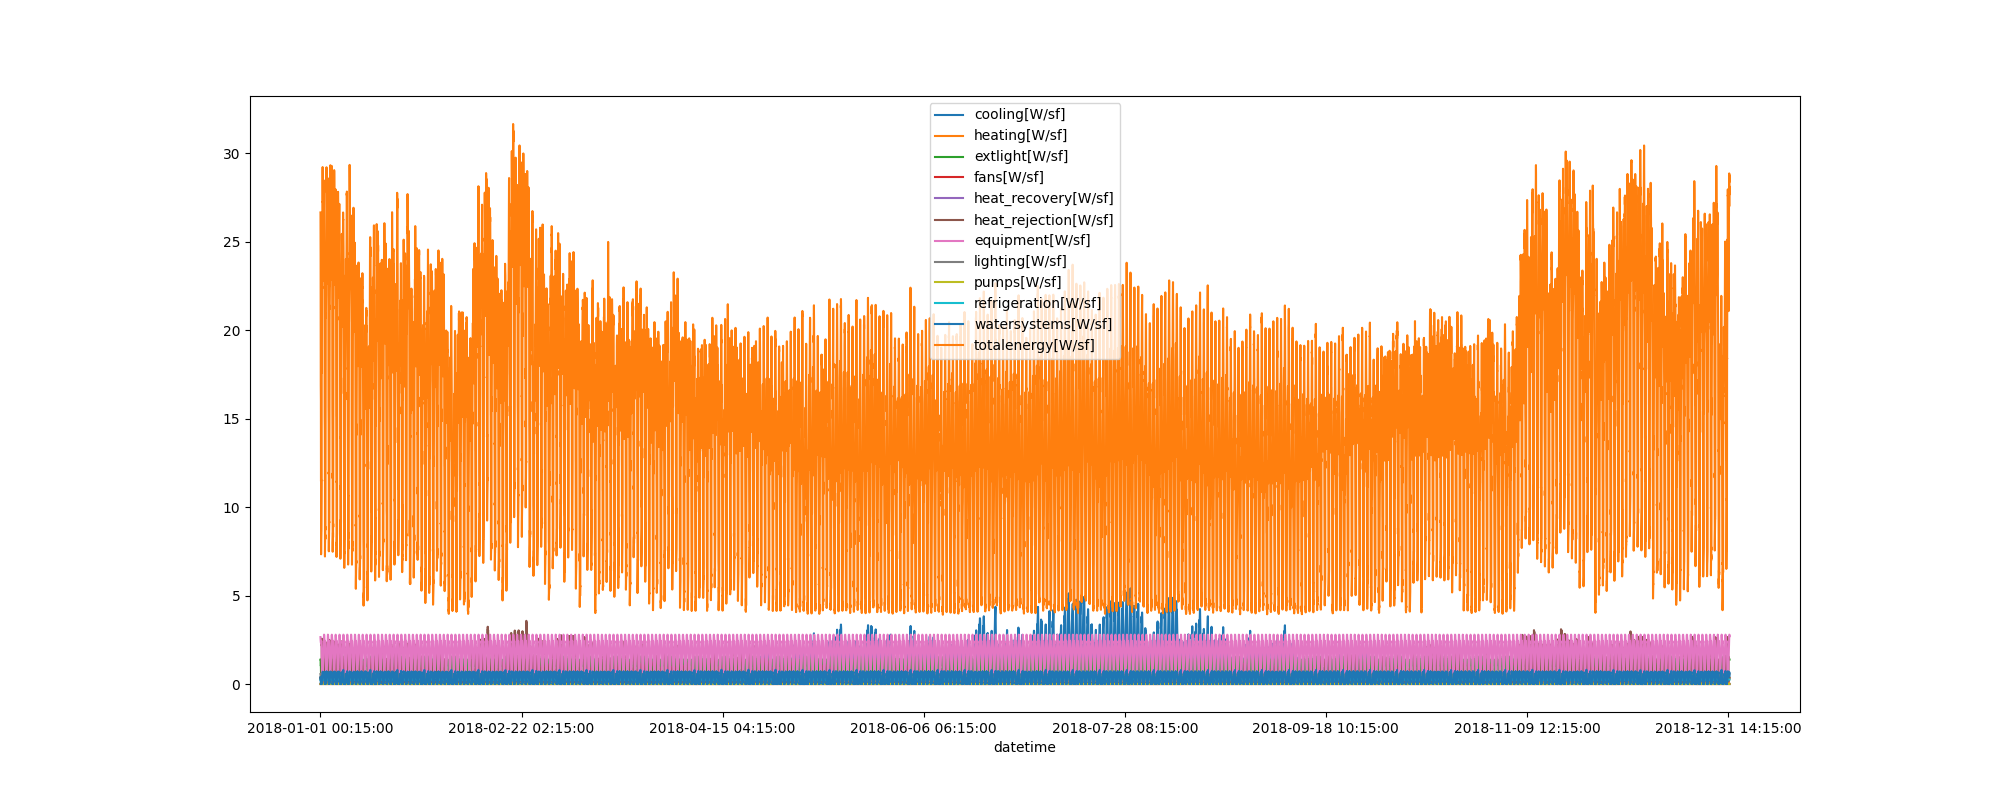 cooling[W/sf]
heating[W/sf]
extlight[W/sf]
fans[W/sf]
heat_recovery[W/sf]
heat_rejection[W/sf]
equipment[W/sf]
lighting[W/sf]
pumps[W/sf]
refrigeration[W/sf]
watersystems[W/sf]
totalenergy[W/sf]
30
25
20
15
10
5
0
2018-01-01 00:15:00 2018-02-22 02:15:00 2018-04-15 04:15:00 2018-06-06 06:15:00 2018-07-28 08:15:00 2018-09-18 10:15:00 2018-11-09 12:15:00 2018-12-31 14:15:00
datetime